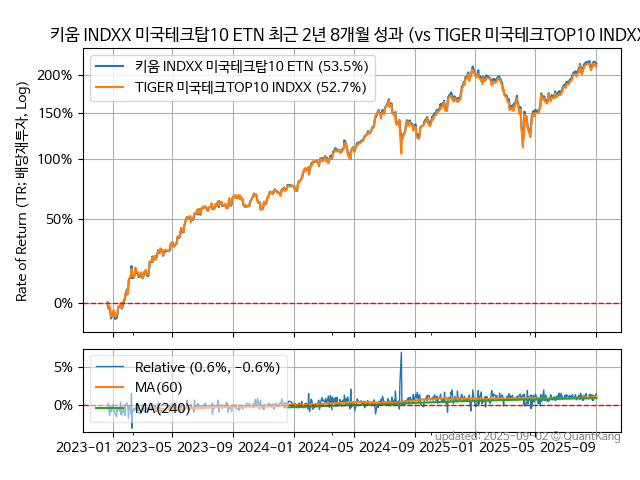 키움 INDXX 미국테크탑10 ETN 최근 2년 8개월 성과 (vs TIGER 미국테크TOP10 INDX
키움 INDXX 미국테크탑10 ETN (53.5%)
TIGER 미국테크TOP10 INDXX (52.7%)
Rate of Return (TR: 배당재투자, Log)
200%
150%
100%
50%
0%
Relative (0.6%, −0.6%)
MA(60)
MA(240)
5%
0%
updated: 2025-09-02 © QuantKang
2023−01 2023−05 2023−09 2024−01 2024−05 2024−09 2025−01 2025−05 2025−09